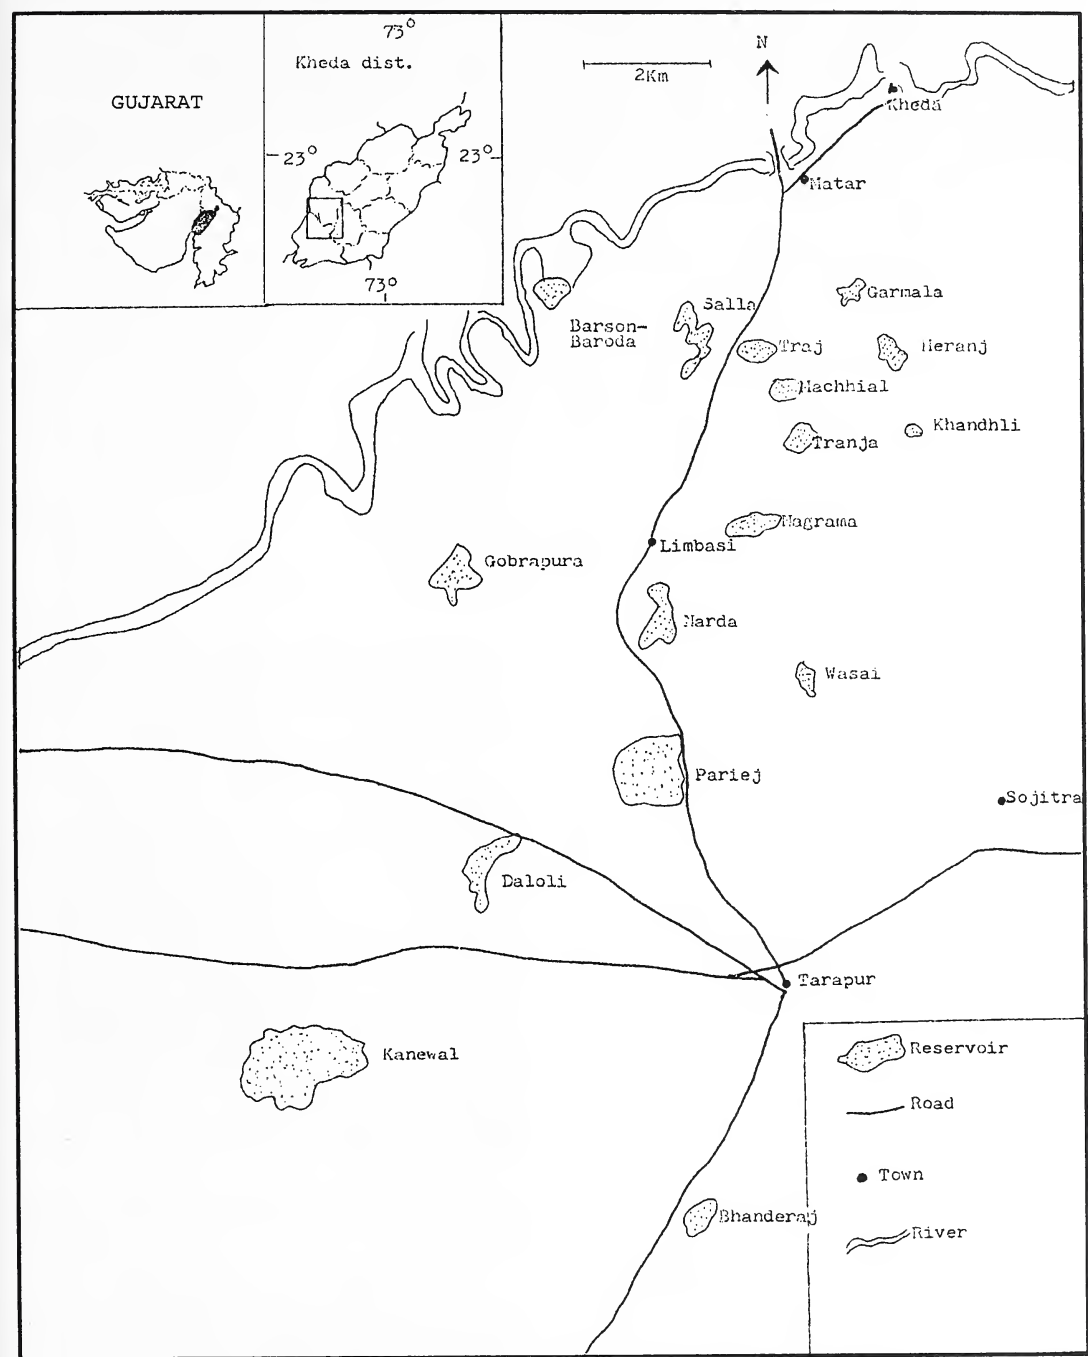 GUJARAT
73°
Kheda dist.
23°
23°
73°
2Km
N
Kheda
Matar
Garmala
Salla
Barson-
Baroda
Traj
Heranj
Machhial
Khandhli
Tranja
Nagrama
Limbasi
Gobrapura
Narda
Wasai
Pariej
Sojitra
Daloli
Tarapur
Kanewal
Bhanderaj
Reservoir
Road
Town
River